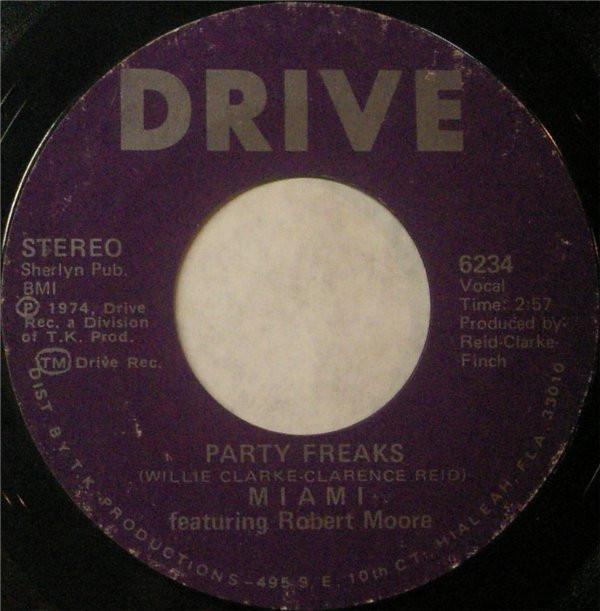 DRIVE
STEREO
Sherlyn Pub.
BMI
Ⓟ 1974, Drive
Rec. a Division
of T.K. Prod.
TM Drive Rec.
6234
Vocal
Time: 2:57
Produced by
Reid-Clarke-
Finch
PARTY FREAKS
(WILLIE CLARKE-CLARENCE REID)
MIAMI
featuring Robert Moore
DIST BY T.K. PRODUCTIONS-495 S.E. 10th CT. HIALEAH, FLA. 33010